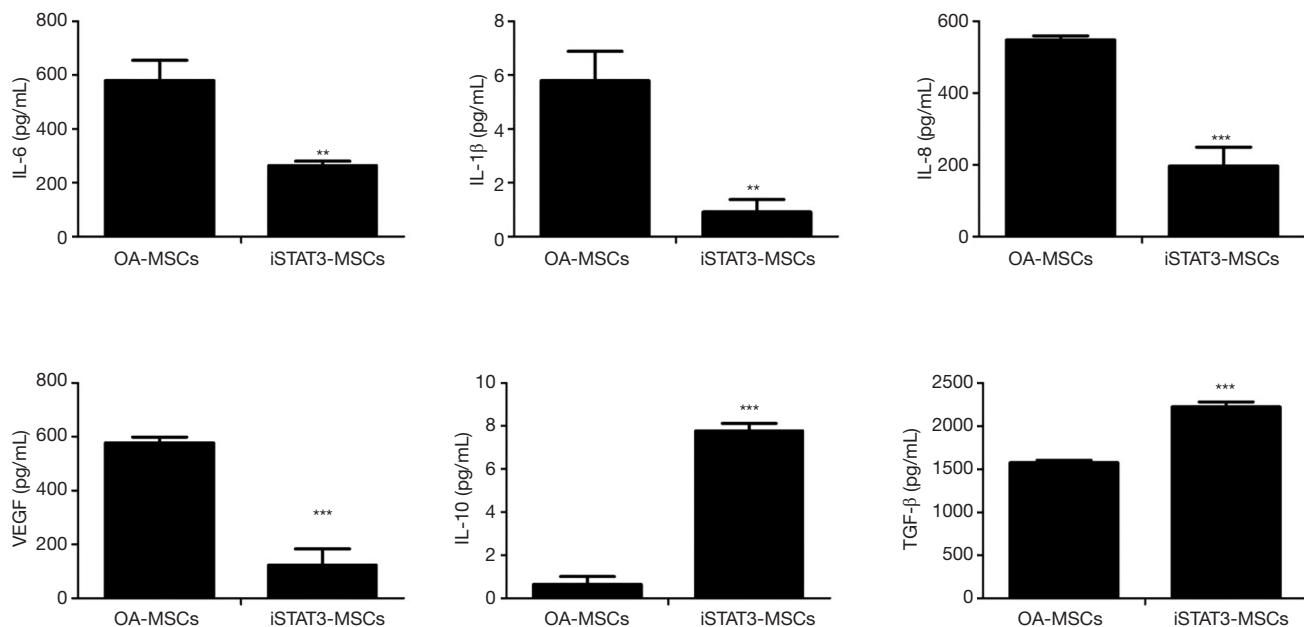 800
600
400
200
0
IL-6 (pg/mL)
**
OA-MSCs
iSTAT3-MSCs
8
6
4
2
0
IL-1β (pg/mL)
**
OA-MSCs
iSTAT3-MSCs
600
400
200
0
IL-8 (pg/mL)
***
OA-MSCs
iSTAT3-MSCs
800
600
400
200
0
VEGF (pg/mL)
***
OA-MSCs
iSTAT3-MSCs
10
8
6
4
2
0
IL-10 (pg/mL)
***
OA-MSCs
iSTAT3-MSCs
2500
2000
1500
1000
500
0
TGF-β (pg/mL)
***
OA-MSCs
iSTAT3-MSCs